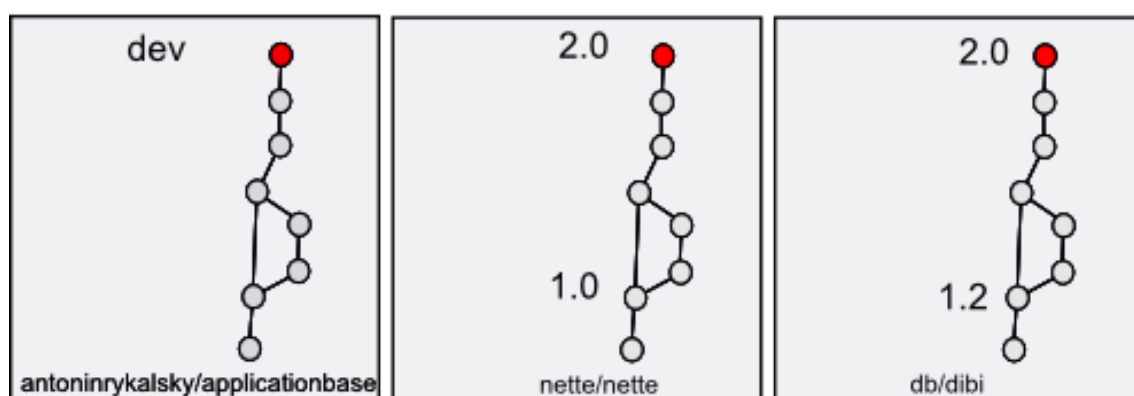 dev
antoninrykalsky/applicationbase
2.0
1.0
nette/nette
2.0
1.2
db/dibi